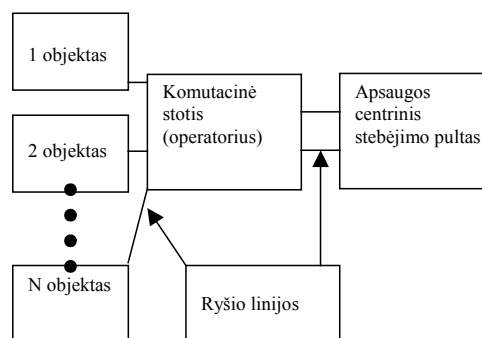 1 objektas
Komutacinė
stotis
(operatorius)
Apsaugos
centrinis
stebėjimo pultas
2 objektas
N objektas
Ryšio linijos